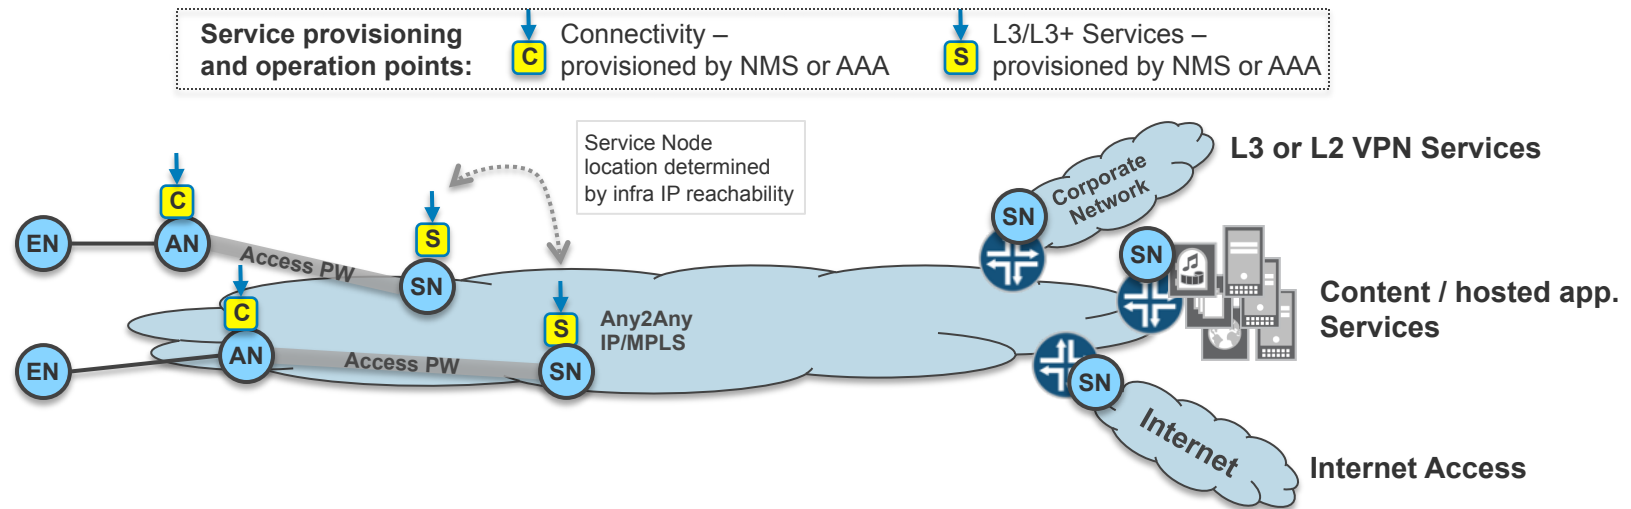 Service provisioning
and operation points:
C
Connectivity –
provisioned by NMS or AAA
S
L3/L3+ Services –
provisioned by NMS or AAA
Service Node
location determined
by infra IP reachability
L3 or L2 VPN Services
Corporate
Network
SN
C
S
EN
AN
Access PW
SN
SN
C
S
Any2Any
IP/MPLS
Content / hosted app.
Services
EN
AN
Access PW
SN
SN
Internet
Internet Access